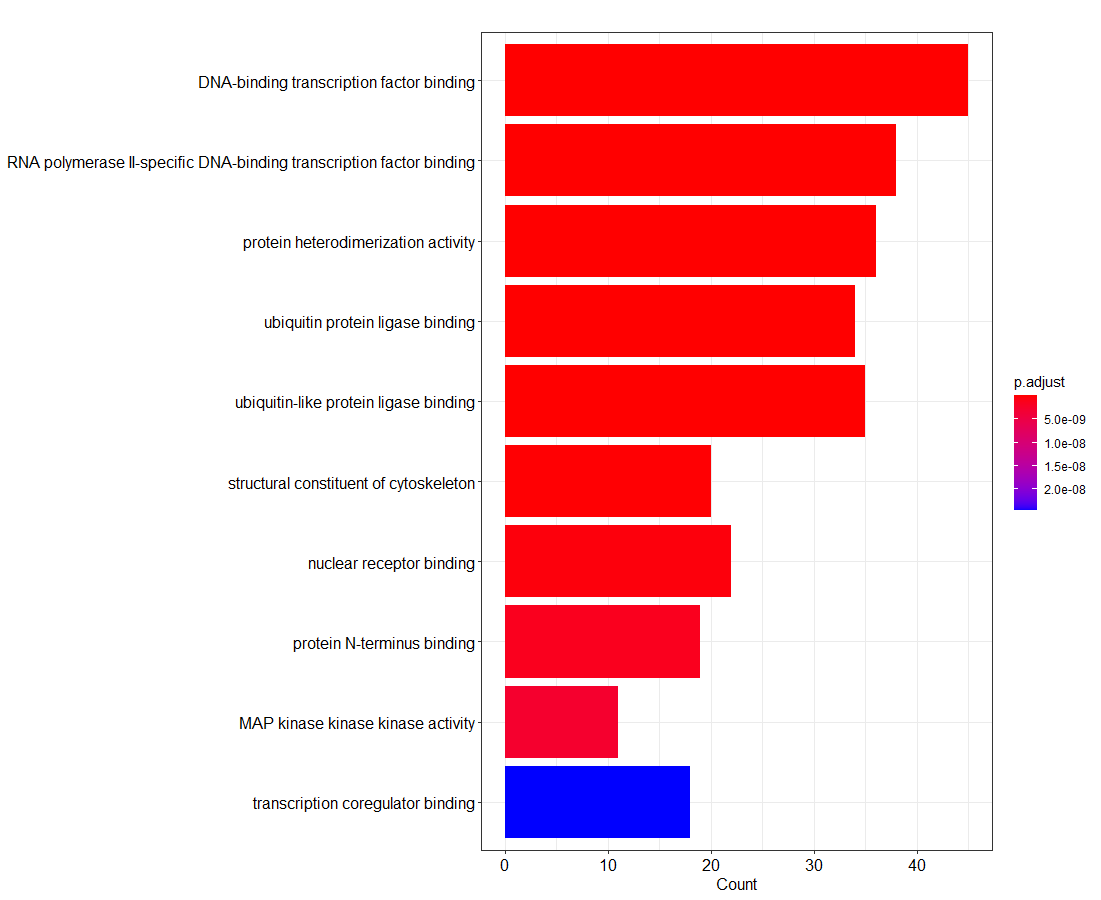 DNA-binding transcription factor binding
RNA polymerase II-specific DNA-binding transcription factor binding
protein heterodimerization activity
ubiquitin protein ligase binding
ubiquitin-like protein ligase binding
structural constituent of cytoskeleton
nuclear receptor binding
protein N-terminus binding
MAP kinase kinase kinase activity
transcription coregulator binding
0 10 20 30 40
Count
p.adjust
5.0e-09
1.0e-08
1.5e-08
2.0e-08